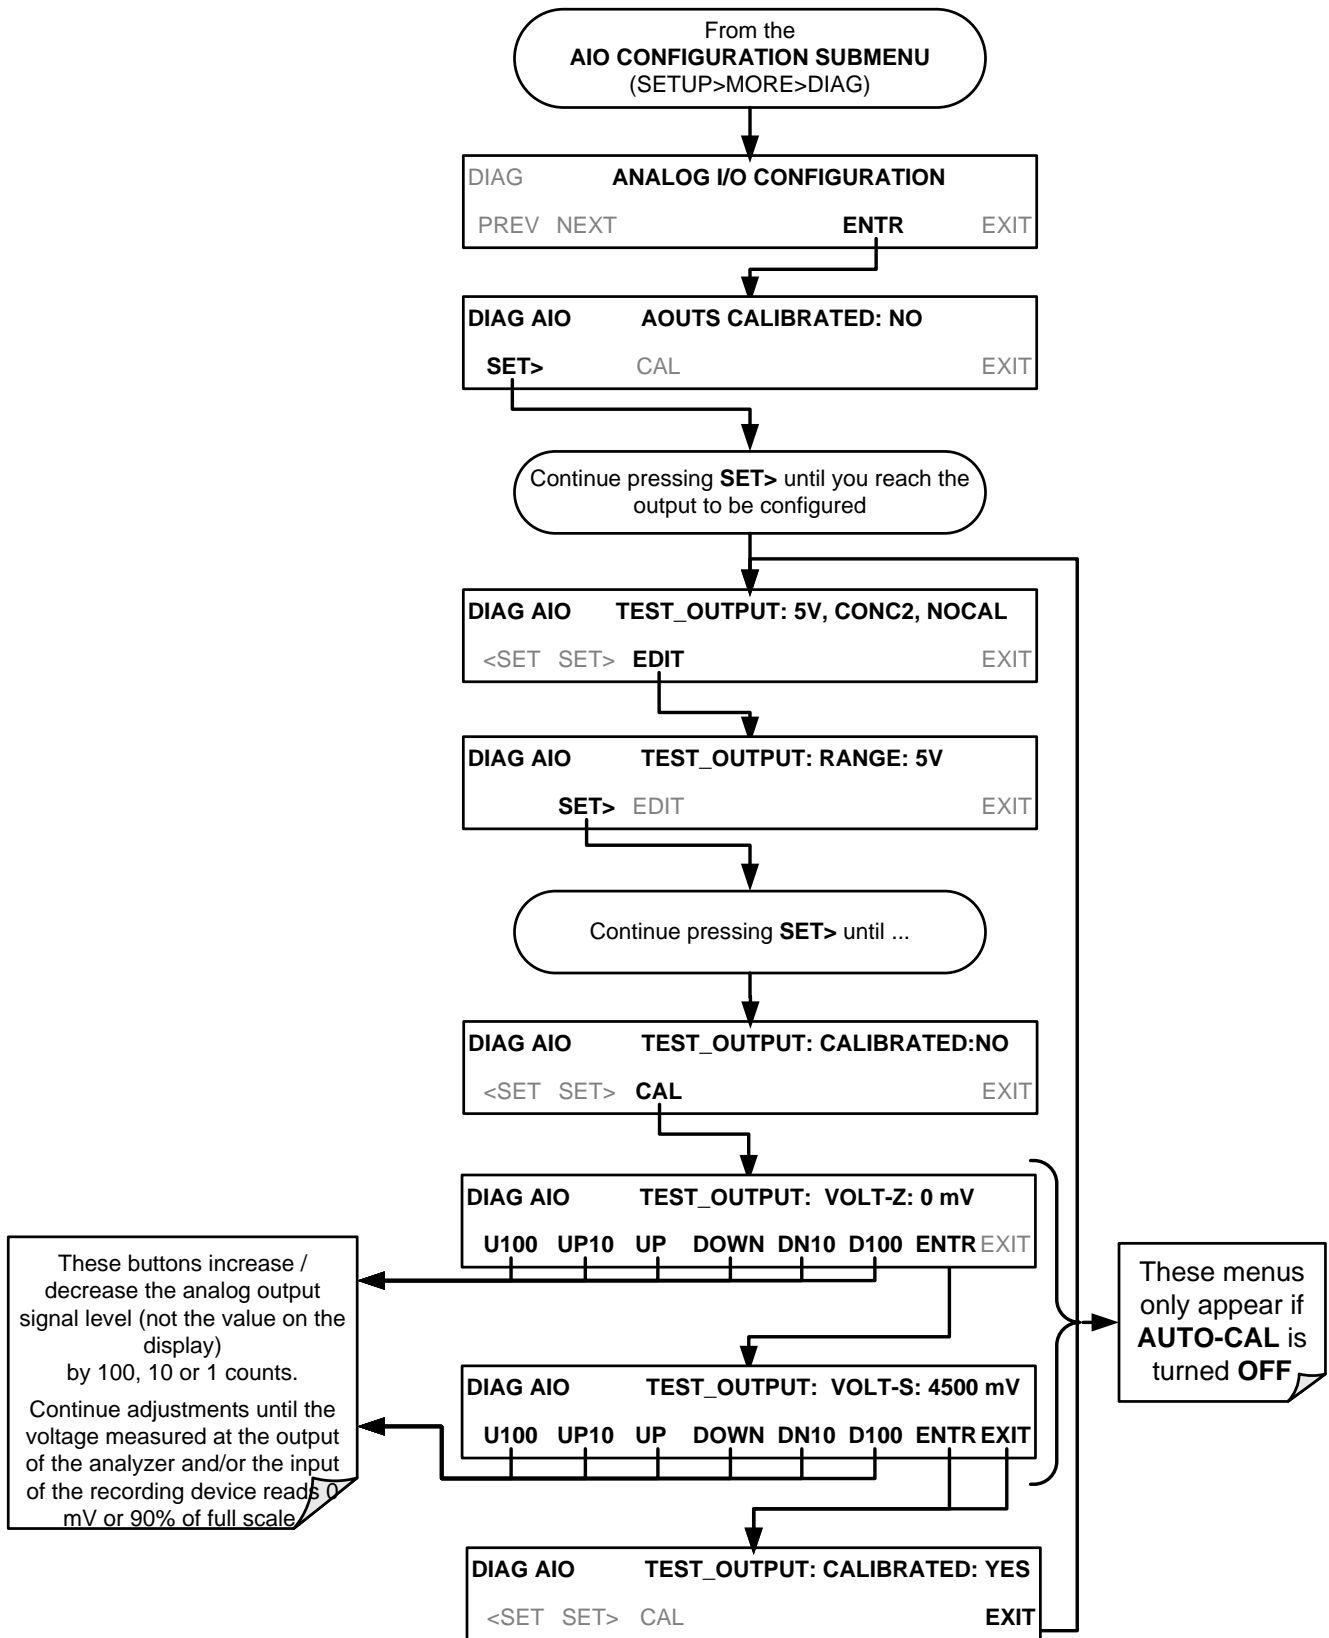 From the
AIO CONFIGURATION SUBMENU
(SETUP>MORE>DIAG)
DIAG ANALOG I/O CONFIGURATION
PREV NEXT ENTR EXIT
DIAG AIO AOUTS CALIBRATED: NO
SET> CAL EXIT
Continue pressing SET> until you reach the
output to be configured
DIAG AIO TEST_OUTPUT: 5V, CONC2, NOCAL
<SET SET> EDIT EXIT
DIAG AIO TEST_OUTPUT: RANGE: 5V
SET> EDIT EXIT
Continue pressing SET> until ...
DIAG AIO TEST_OUTPUT: CALIBRATED:NO
<SET SET> CAL EXIT
DIAG AIO TEST_OUTPUT: VOLT-Z: 0 mV
U100 UP10 UP DOWN DN10 D100 ENTR EXIT
These buttons increase /
decrease the analog output
signal level (not the value on the
display)
by 100, 10 or 1 counts.
Continue adjustments until the
voltage measured at the output
of the analyzer and/or the input
of the recording device reads 0
mV or 90% of full scale
These menus
only appear if
AUTO-CAL is
turned OFF
DIAG AIO TEST_OUTPUT: VOLT-S: 4500 mV
U100 UP10 UP DOWN DN10 D100 ENTR EXIT
DIAG AIO TEST_OUTPUT: CALIBRATED: YES
<SET SET> CAL EXIT